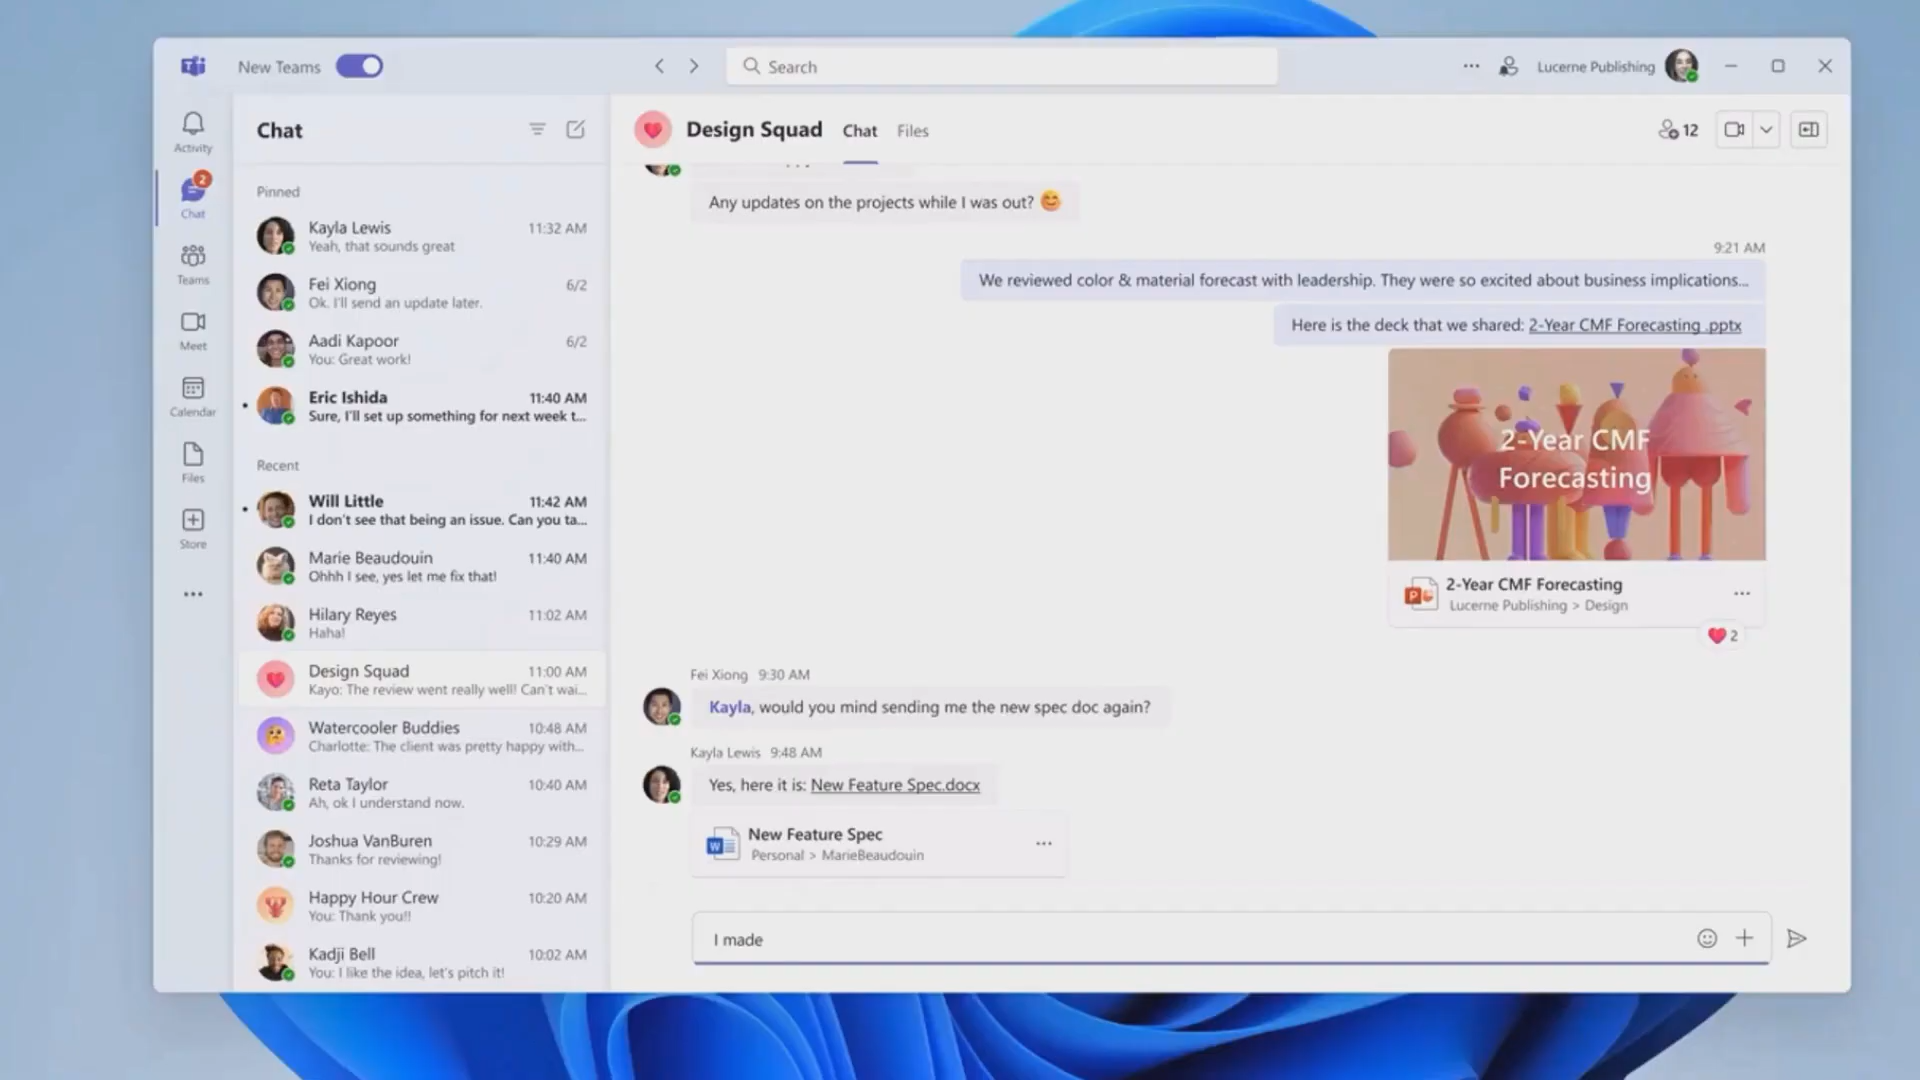 New Teams
Search
Lucerne Publishing
Activity
2
Chat
Teams
Meet
Calendar
Files
Store
Chat
Pinned
Kayla Lewis 11:32 AM
Yeah, that sounds great
Fei Xiong 6/2
Ok. I'll send an update later.
Aadi Kapoor 6/2
You: Great work!
Eric Ishida 11:40 AM
Sure, I'll set up something for next week t...
Recent
Will Little 11:42 AM
I don't see that being an issue. Can you ta...
Marie Beaudouin 11:40 AM
Ohhh I see, yes let me fix that!
Hilary Reyes 11:02 AM
Haha!
Design Squad 11:00 AM
Kayo: The review went really well! Can't wai...
Watercooler Buddies 10:48 AM
Charlotte: The client was pretty happy with...
Reta Taylor 10:40 AM
Ah, ok I understand now.
Joshua VanBuren 10:29 AM
Thanks for reviewing!
Happy Hour Crew 10:20 AM
You: Thank you!!
Kadji Bell 10:02 AM
You: I like the idea, let's pitch it!
Design Squad Chat Files
12
Any updates on the projects while I was out? 😊
9:21 AM
We reviewed color & material forecast with leadership. They were so excited about business implications...
Here is the deck that we shared: 2-Year CMF Forecasting .pptx
2-Year CMF
Forecasting
2-Year CMF Forecasting
Lucerne Publishing > Design
❤️ 2
Fei Xiong 9:30 AM
Kayla, would you mind sending me the new spec doc again?
Kayla Lewis 9:48 AM
Yes, here it is: New Feature Spec.docx
New Feature Spec
Personal > MarieBeaudouin
I made